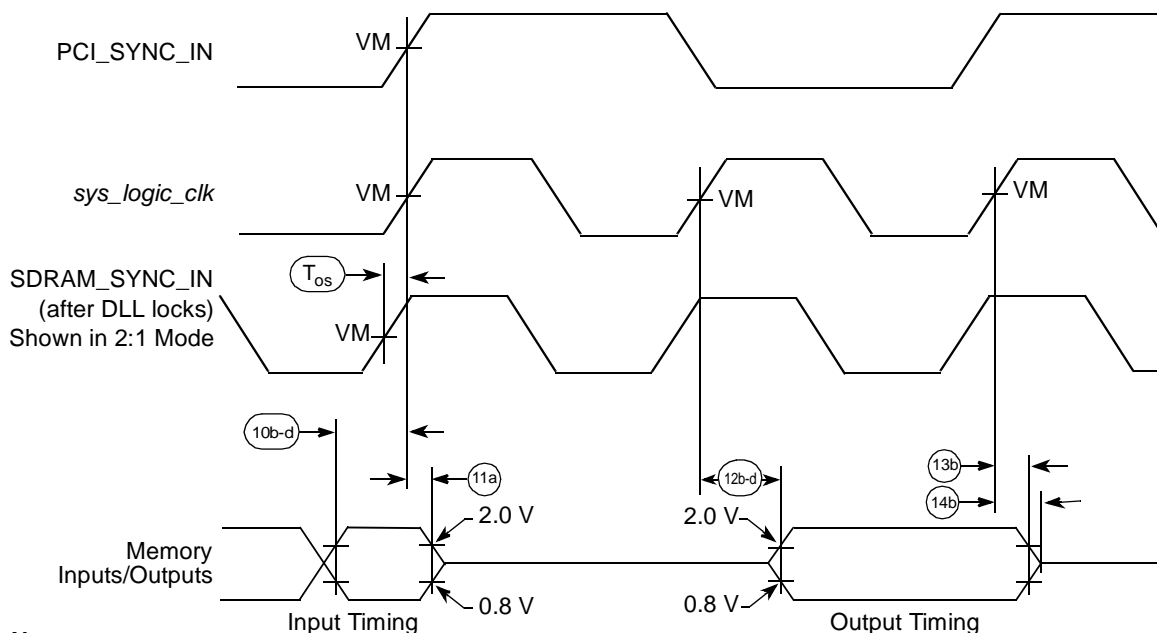 PCI_SYNC_IN
VM
sys_logic_clk
VM
VM
VM
SDRAM_SYNC_IN
(after DLL locks)
Shown in 2:1 Mode
Tos
VM
10b-d
11a
12b-d
13b
14b
2.0 V
2.0 V
Memory
Inputs/Outputs
0.8 V
0.8 V
Input Timing
Output Timing